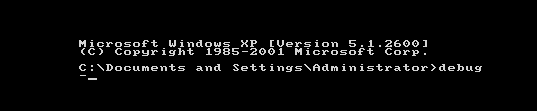 Microsoft Windows XP [Version 5.1.2600]
(C) Copyright 1985-2001 Microsoft Corp.
C:\Documents and Settings\Administrator>debug
-_